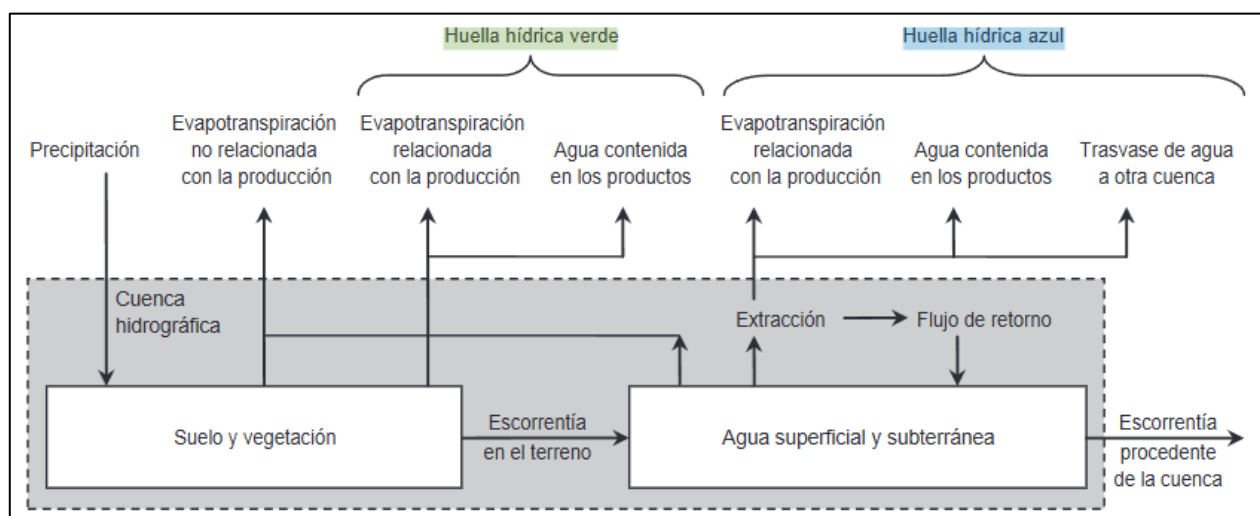 Huella hídrica verde
Huella hídrica azul
Precipitación
Evapotranspiración
no relacionada
con la producción
Evapotranspiración
relacionada
con la producción
Agua contenida
en los productos
Evapotranspiración
relacionada
con la producción
Agua contenida
en los productos
Trasvase de agua
a otra cuenca
Cuenca
hidrográfica
Extracción
Flujo de retorno
Suelo y vegetación
Escorrentía
en el terreno
Agua superficial y subterránea
Escorrentía
procedente
de la cuenca